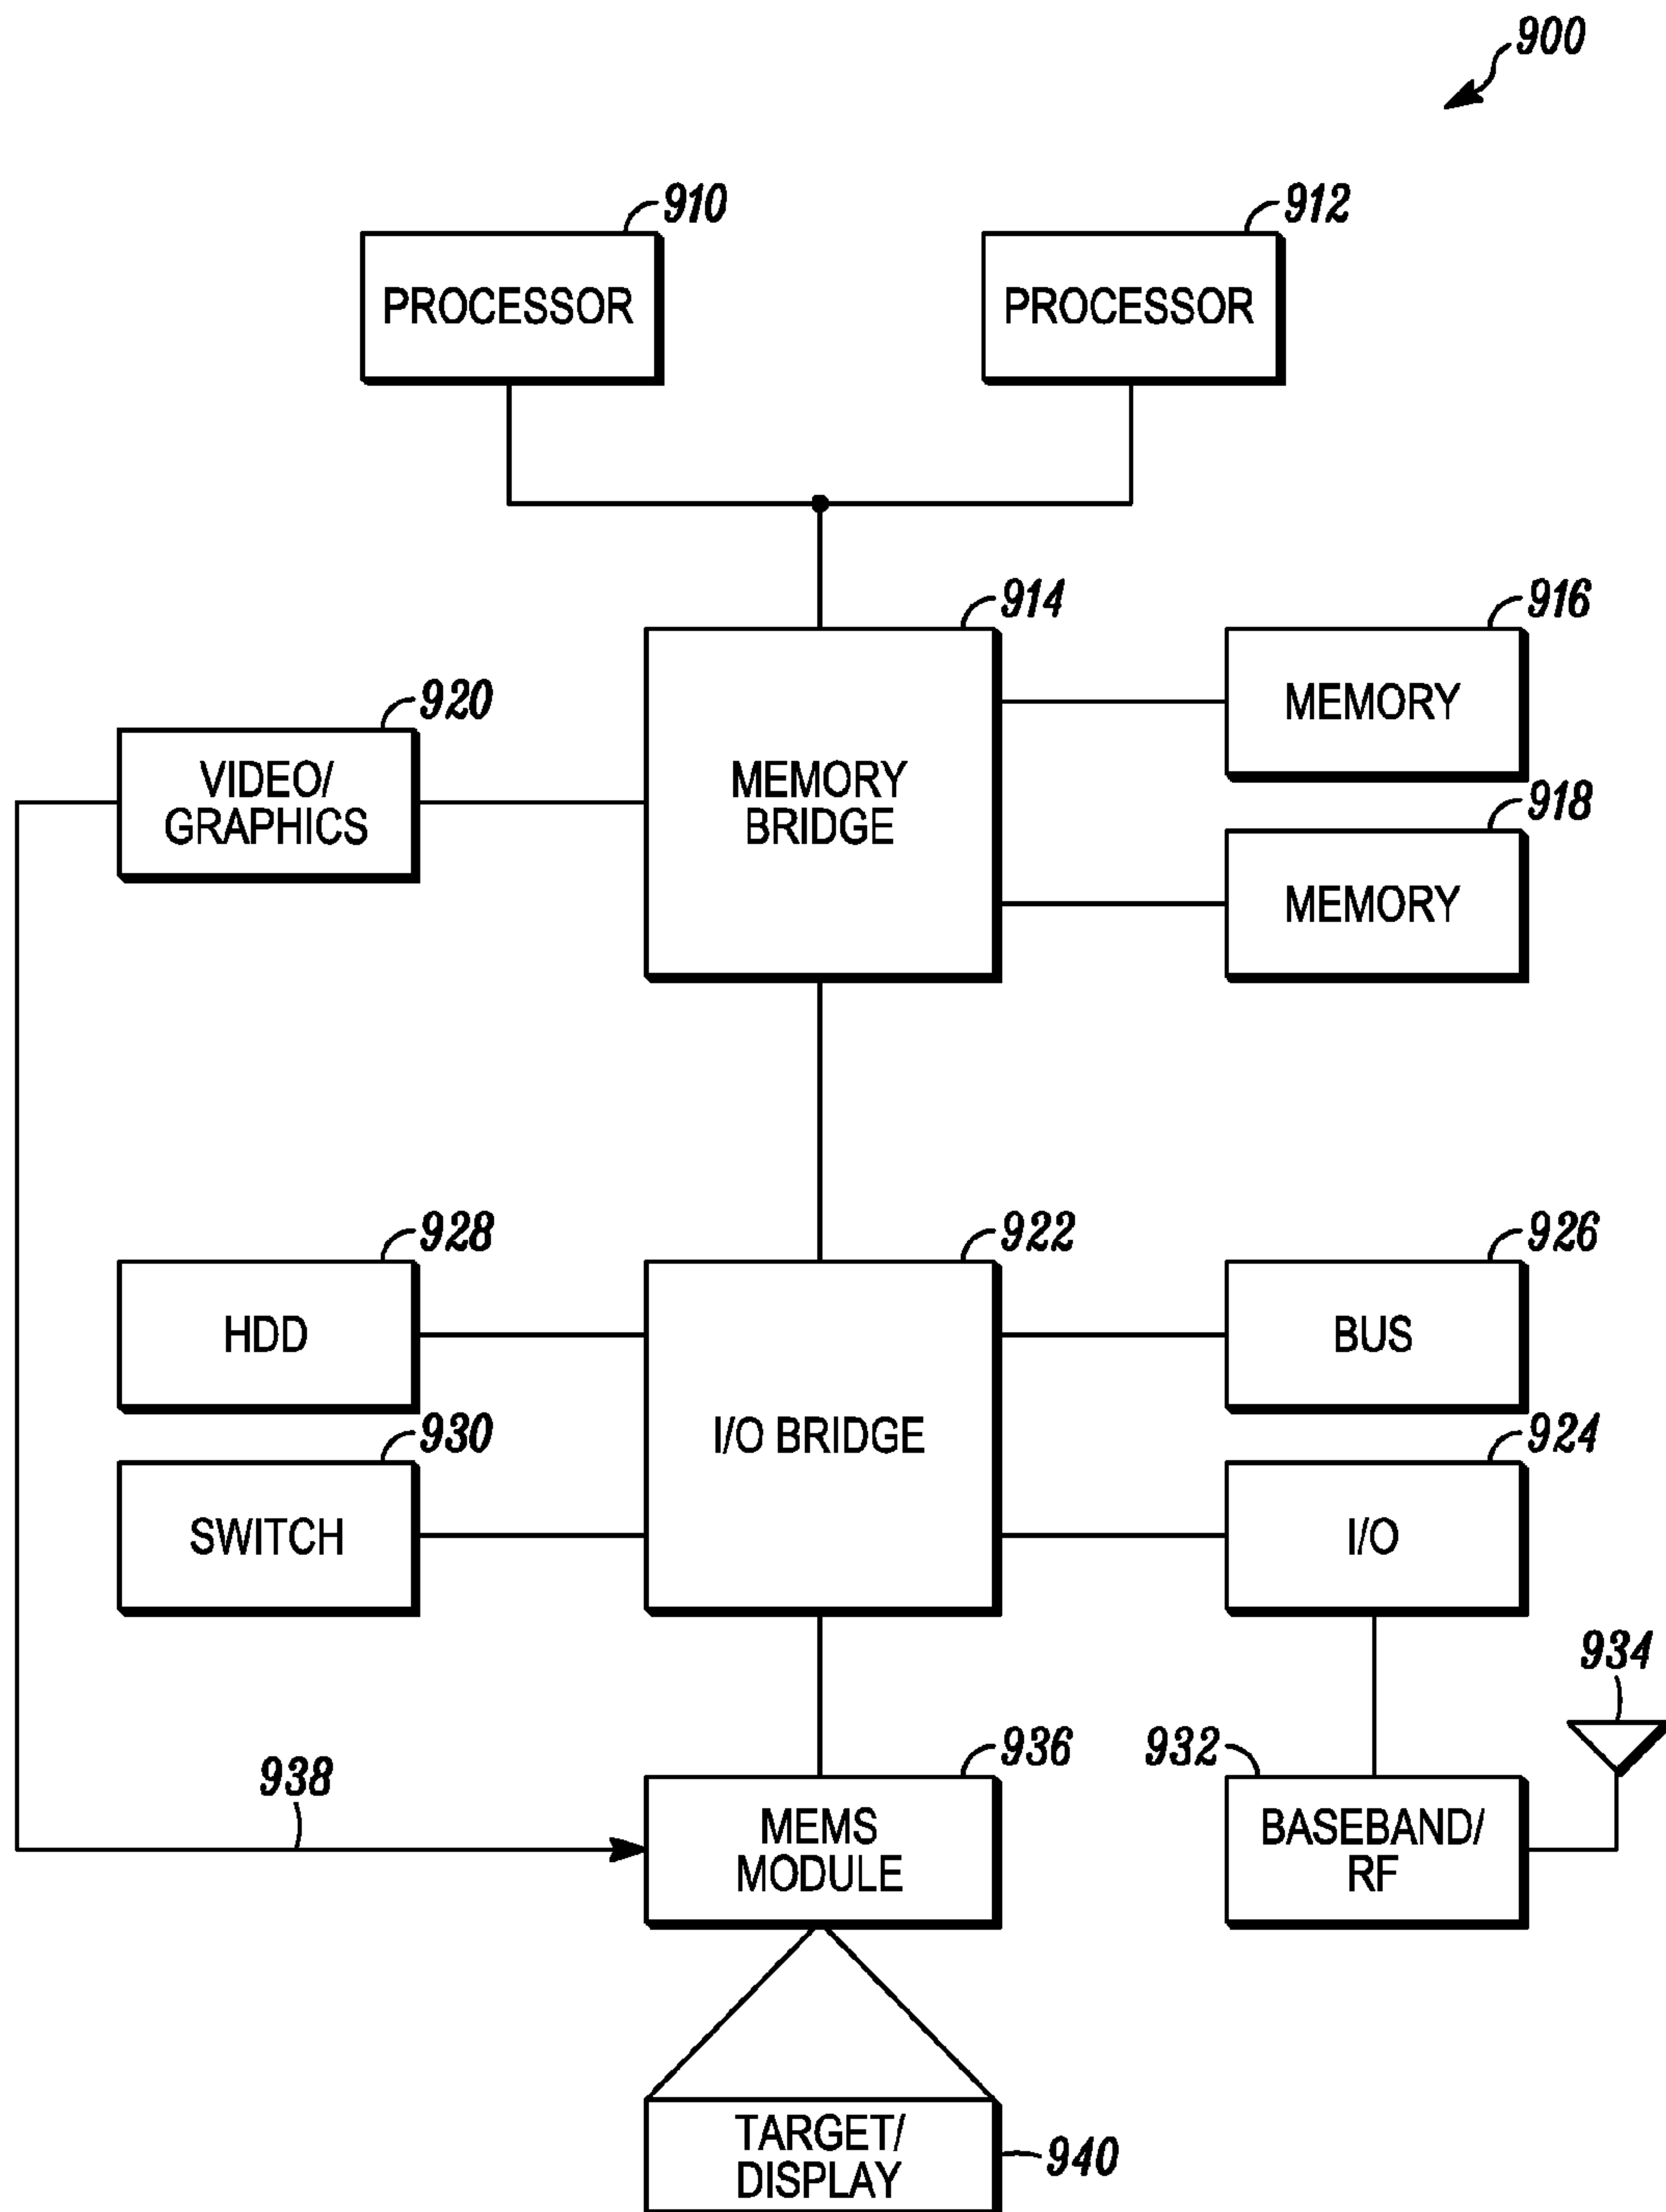 900
910
912
PROCESSOR
PROCESSOR
914
916
MEMORY
920
VIDEO/
GRAPHICS
MEMORY
BRIDGE
918
MEMORY
928
922
926
HDD
BUS
930
I/O BRIDGE
924
SWITCH
I/O
934
938
936
932
MEMS
MODULE
BASEBAND/
RF
TARGET/
DISPLAY
940